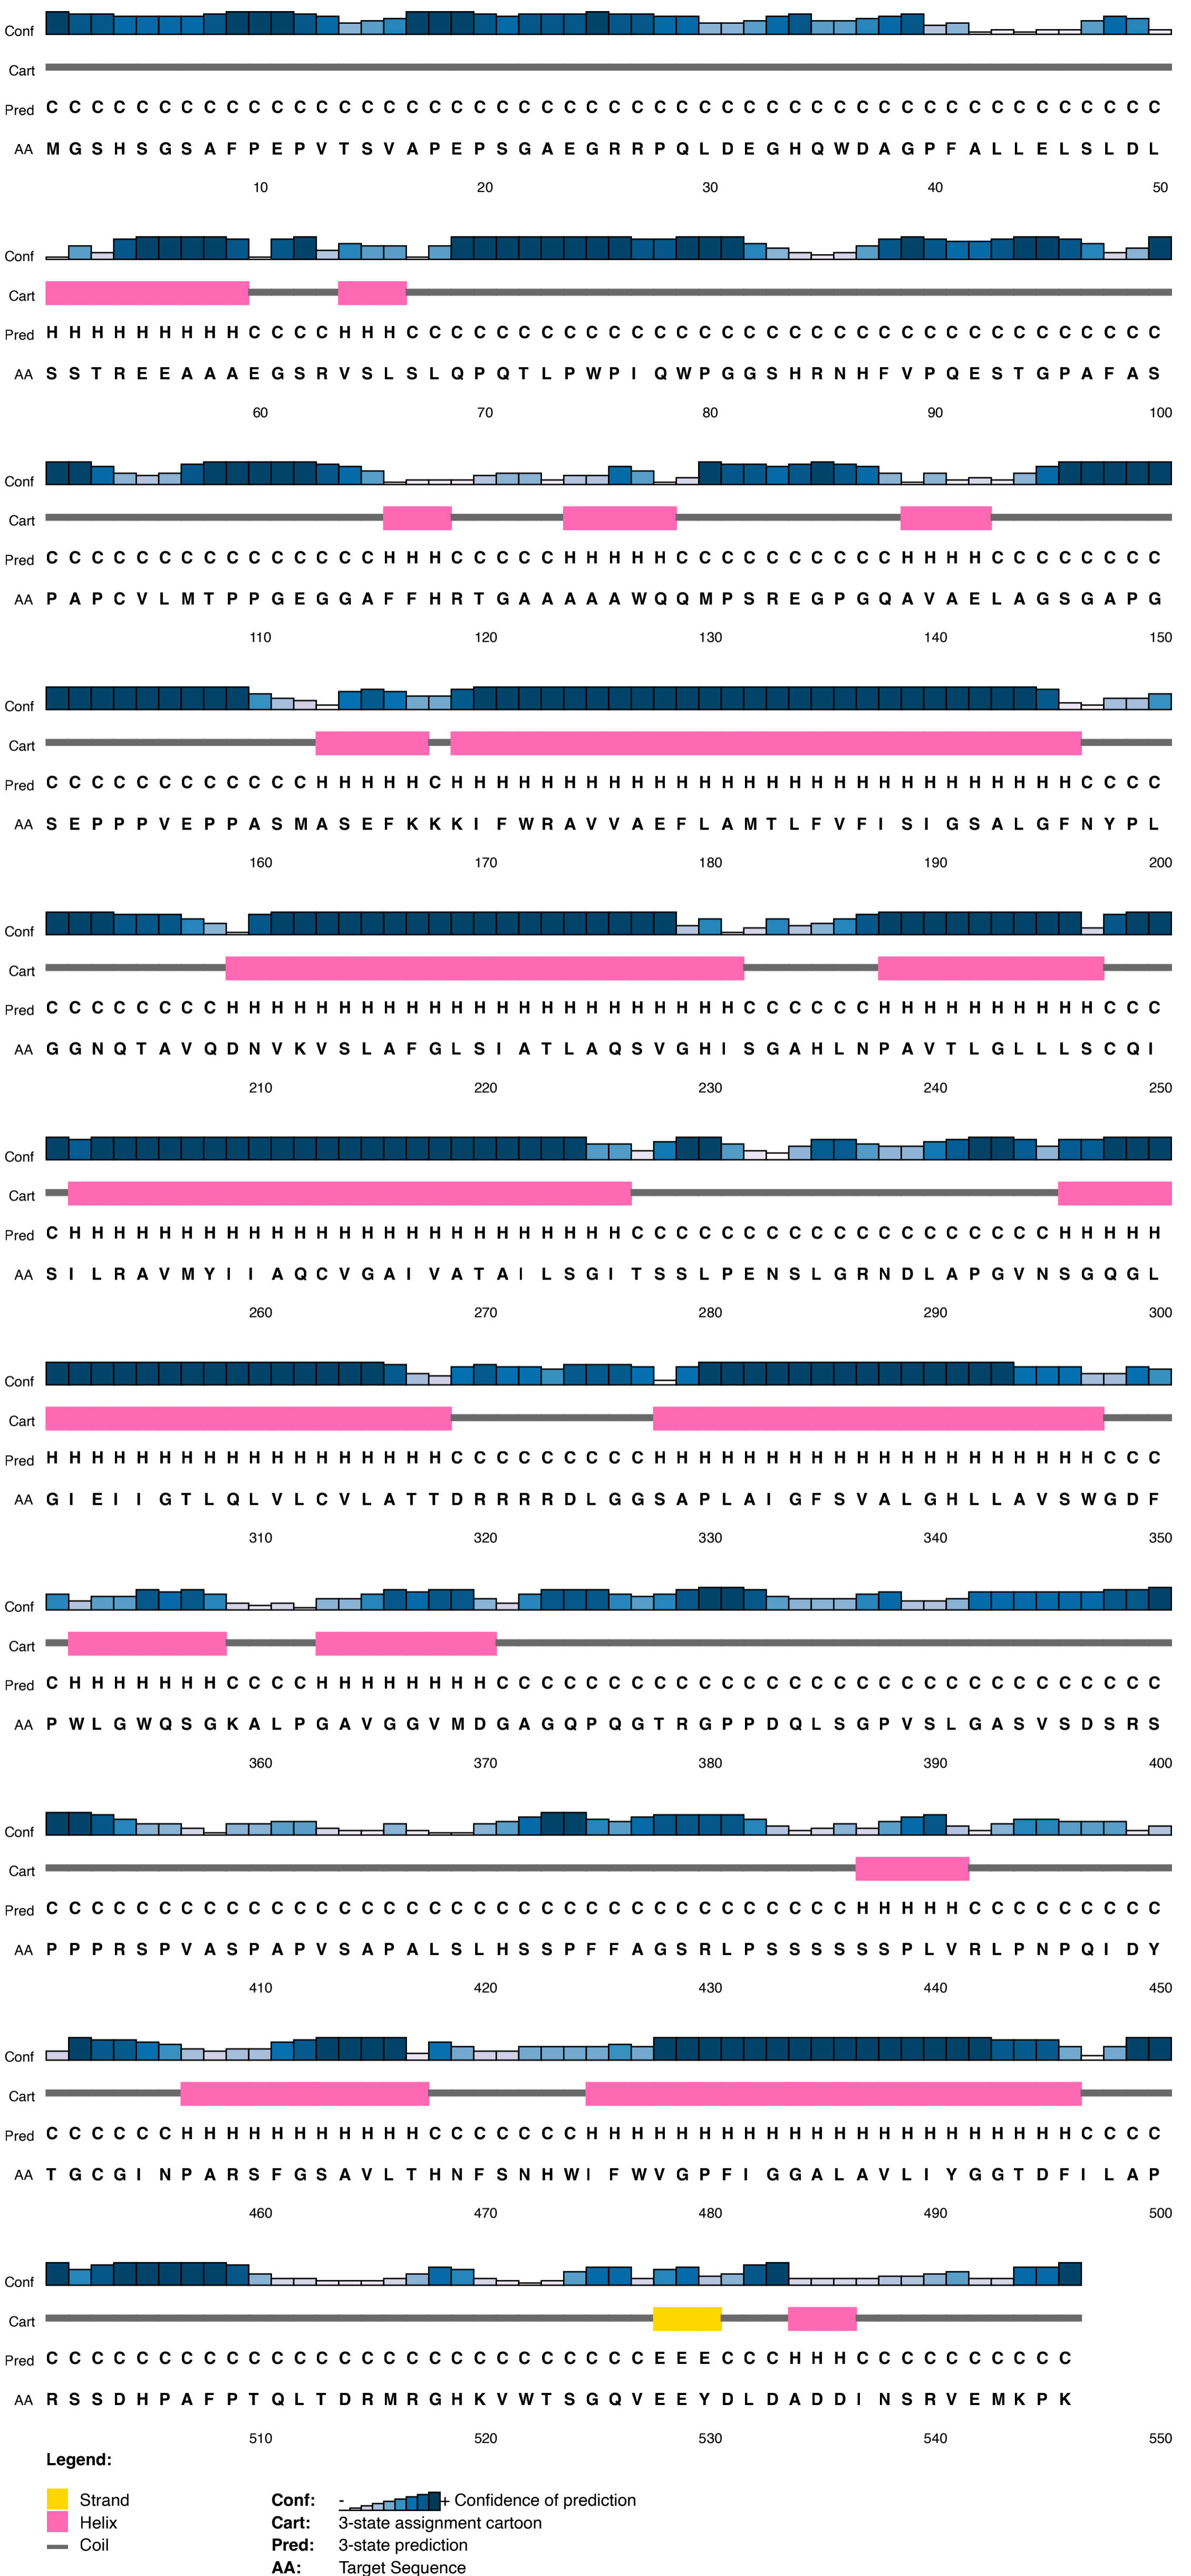 Conf
Cart
Pred C C C C C C C C C C C C C C C C C C C C C C C C C C C C C C C C C C C C C C C C C C C C C C C C C C
AA M G S H S G S A F P E P V T S V A P E P S G A E G R R P Q L D E G H Q W D A G P F A L L E L S L D L
10 20 30 40 50
Conf
Cart
Pred H H H H H H H H H C C C C H H H C C C C C C C C C C C C C C C C C C C C C C C C C C C C C C C C C C
AA S S T R E E A A A E G S R V S L S L Q P Q T L P W P I Q W P G G S H R N H F V P Q E S T G P A F A S
60 70 80 90 100
Conf
Cart
Pred C C C C C C C C C C C C C C C H H H C C C C C H H H H H C C C C C C C C C C H H H H C C C C C C C C
AA P A P C V L M T P P G E G G A F F H R T G A A A A A W Q Q M P S R E G P G Q A V A E L A G S G A P G
110 120 130 140 150
Conf
Cart
Pred C C C C C C C C C C C C H H H H H C H H H H H H H H H H H H H H H H H H H H H H H H H H H H C C C C
AA S E P P P V E P P A S M A S E F K K K I F W R A V V A E F L A M T L F V F I S I G S A L G F N Y P L
160 170 180 190 200
Conf
Cart
Pred C C C C C C C C H H H H H H H H H H H H H H H H H H H H H H H C C C C C C H H H H H H H H H H C C C
AA G G N Q T A V Q D N V K V S L A F G L S I A T L A Q S V G H I S G A H L N P A V T L G L L L S C Q I
210 220 230 240 250
Conf
Cart
Pred C H H H H H H H H H H H H H H H H H H H H H H H H H C C C C C C C C C C C C C C C C C C C H H H H H
AA S I L R A V M Y I I A Q C V G A I V A T A I L S G I T S S L P E N S L G R N D L A P G V N S G Q G L
260 270 280 290 300
Conf
Cart
Pred H H H H H H H H H H H H H H H H H H C C C C C C C C C H H H H H H H H H H H H H H H H H H H H C C C
AA G I E I I G T L Q L V L C V L A T T D R R R R D L G G S A P L A I G F S V A L G H L L A V S W G D F
310 320 330 340 350
Conf
Cart
Pred C H H H H H H H C C C C H H H H H H H H C C C C C C C C C C C C C C C C C C C C C C C C C C C C C C
AA P W L G W Q S G K A L P G A V G G V M D G A G Q P Q G T R G P P D Q L S G P V S L G A S V S D S R S
360 370 380 390 400
Conf
Cart
Pred C C C C C C C C C C C C C C C C C C C C C C C C C C C C C C C C C C C C H H H H H C C C C C C C C C
AA P P P R S P V A S P A P V S A P A L S L H S S P F F A G S R L P S S S S S S P L V R L P N P Q I D Y
410 420 430 440 450
Conf
Cart
Pred C C C C C C H H H H H H H H H H H C C C C C C C H H H H H H H H H H H H H H H H H H H H H H C C C C
AA T G C G I N P A R S F G S A V L T H N F S N H W I F W V G P F I G G A L A V L I Y G G T D F I L A P
460 470 480 490 500
Conf
Cart
Pred C C C C C C C C C C C C C C C C C C C C C C C C C C C E E E C C C H H H C C C C C C C C C C
AA R S S D H P A F P T Q L T D R M R G H K V W T S G Q V E E Y D L D A D D I N S R V E M K P K
510 520 530 540 550
Legend:
Strand Conf: - + Confidence of prediction
Helix Cart: 3-state assignment cartoon
Coil Pred: 3-state prediction
AA: Target Sequence